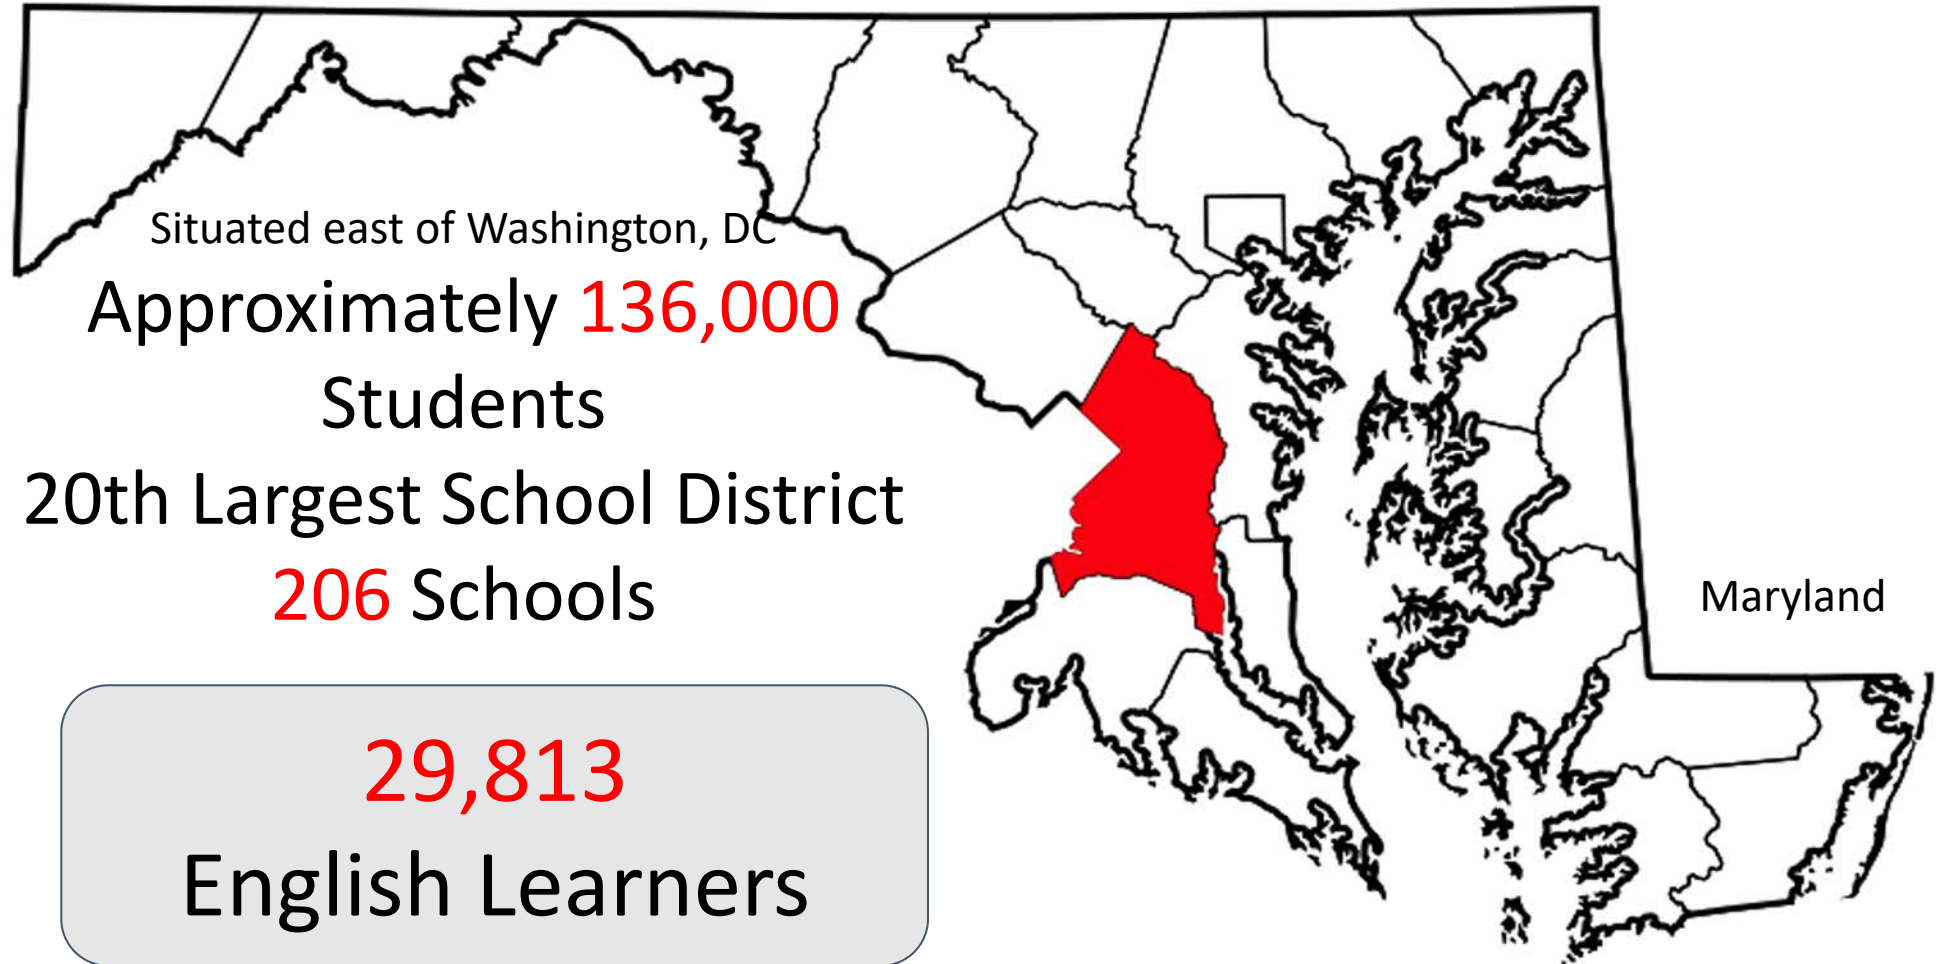 Situated east of Washington, DC
Approximately 136,000
Students
20th Largest School District
206 Schools
Maryland
29,813
English Learners